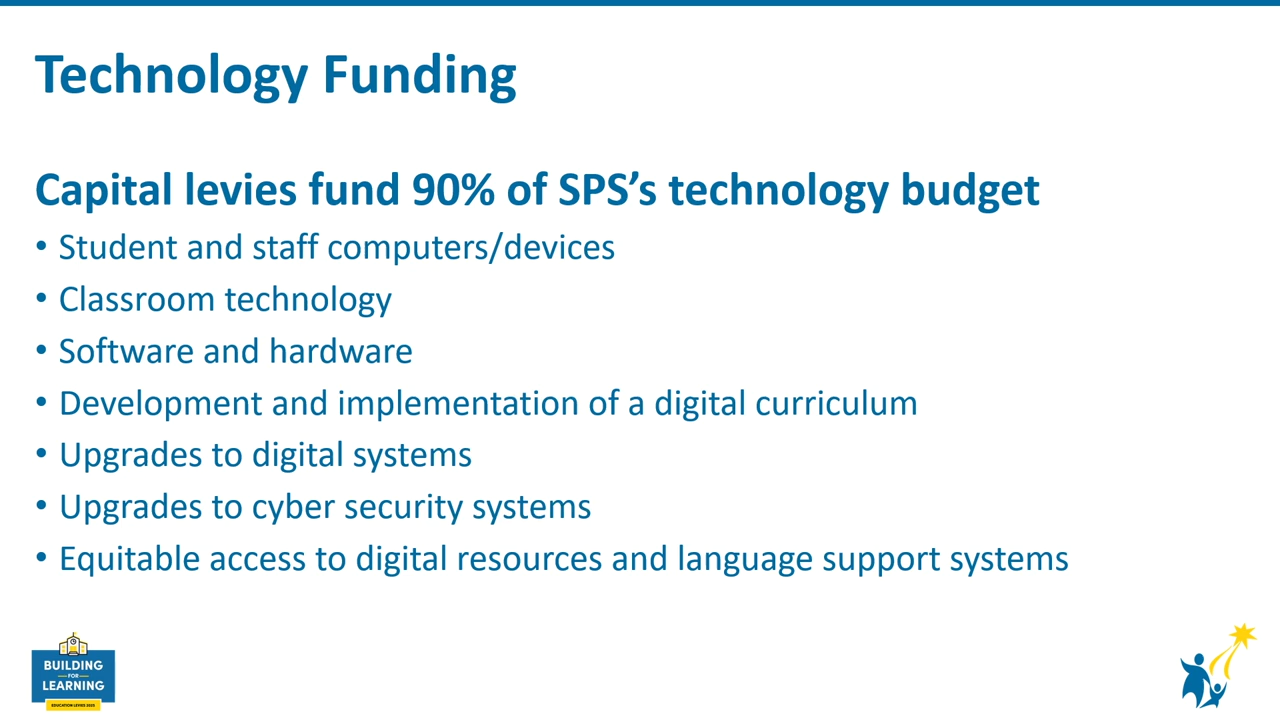 Technology Funding
Capital levies fund 90% of SPS’s technology budget
• Student and staff computers/devices
• Classroom technology
• Software and hardware
• Development and implementation of a digital curriculum
• Upgrades to digital systems
• Upgrades to cyber security systems
• Equitable access to digital resources and language support systems
BUILDING
FOR
LEARNING
EDUCATION LEVIES 2025